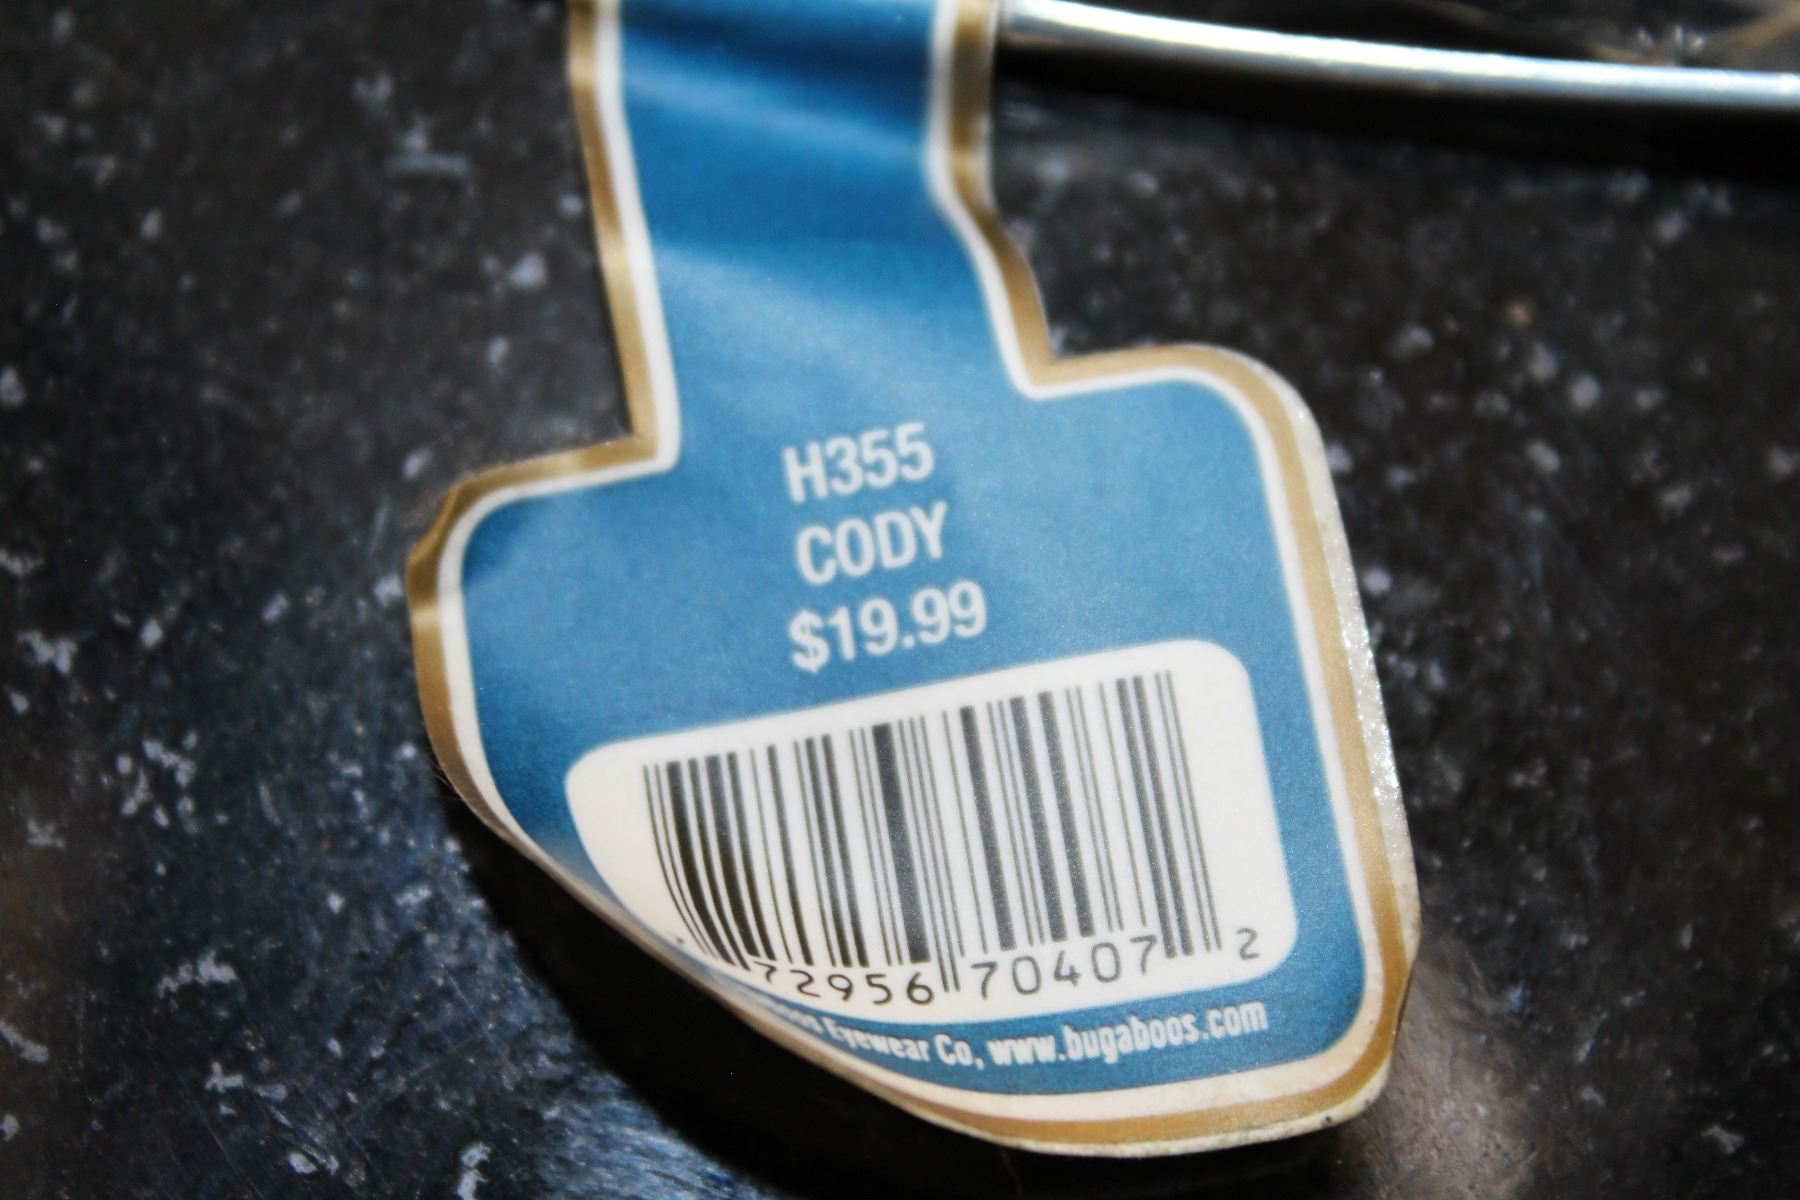 H355
CODY
$19.99
72956 70407 2
Eyewear Co, www.bugaboos.com